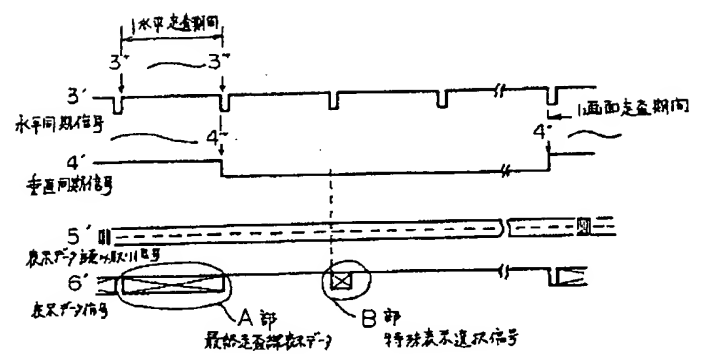 1水平走査期間
3" 3"
3'
水平同期信号
1画面走査期間
4" 4"
4'
垂直同期信号
5'
表示データ読み取り信号
6'
表示データ信号
A部
最終走査線表示データ
B部
特殊表示選択信号